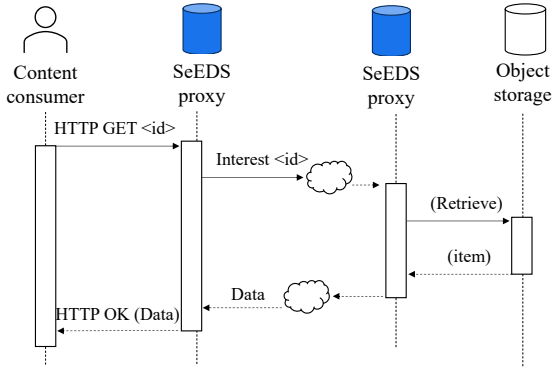 Content
consumer
SeEDS
proxy
SeEDS
proxy
Object
storage
HTTP GET <id>
Interest <id>
(Retrieve)
(item)
Data
HTTP OK (Data)